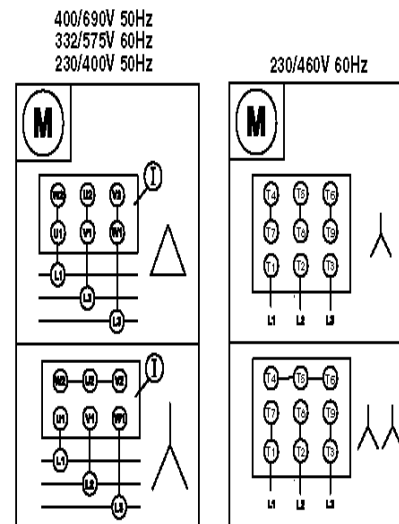 400/690V 50Hz
332/575V 60Hz
230/400V 50Hz
M
I
W2 U2 V2
U1 V1 W1
L1
L2
L3
I
W2 U2 V2
U1 V1 W1
L1
L2
L3
230/460V 60Hz
M
T4 T5 T6
T7 T8 T9
T1 T2 T3
L1 L2 L3
T4 T5 T6
T7 T8 T9
T1 T2 T3
L1 L2 L3